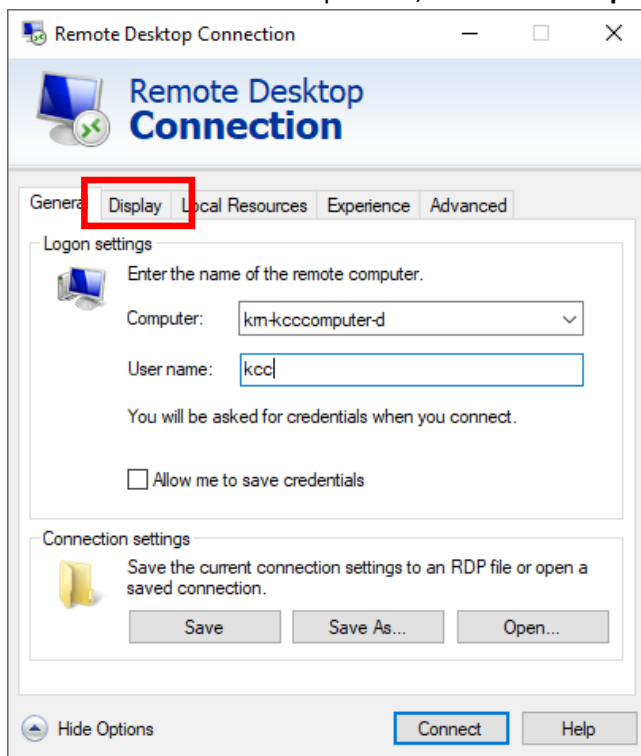 Remote Desktop Connection
Remote Desktop
Connection
General Display Local Resources Experience Advanced
Logon settings
Enter the name of the remote computer.
Computer: km-kcccomputer-d
User name: kcc
You will be asked for credentials when you connect.
Allow me to save credentials
Connection settings
Save the current connection settings to an RDP file or open a
saved connection.
Save Save As... Open...
Hide Options Connect Help